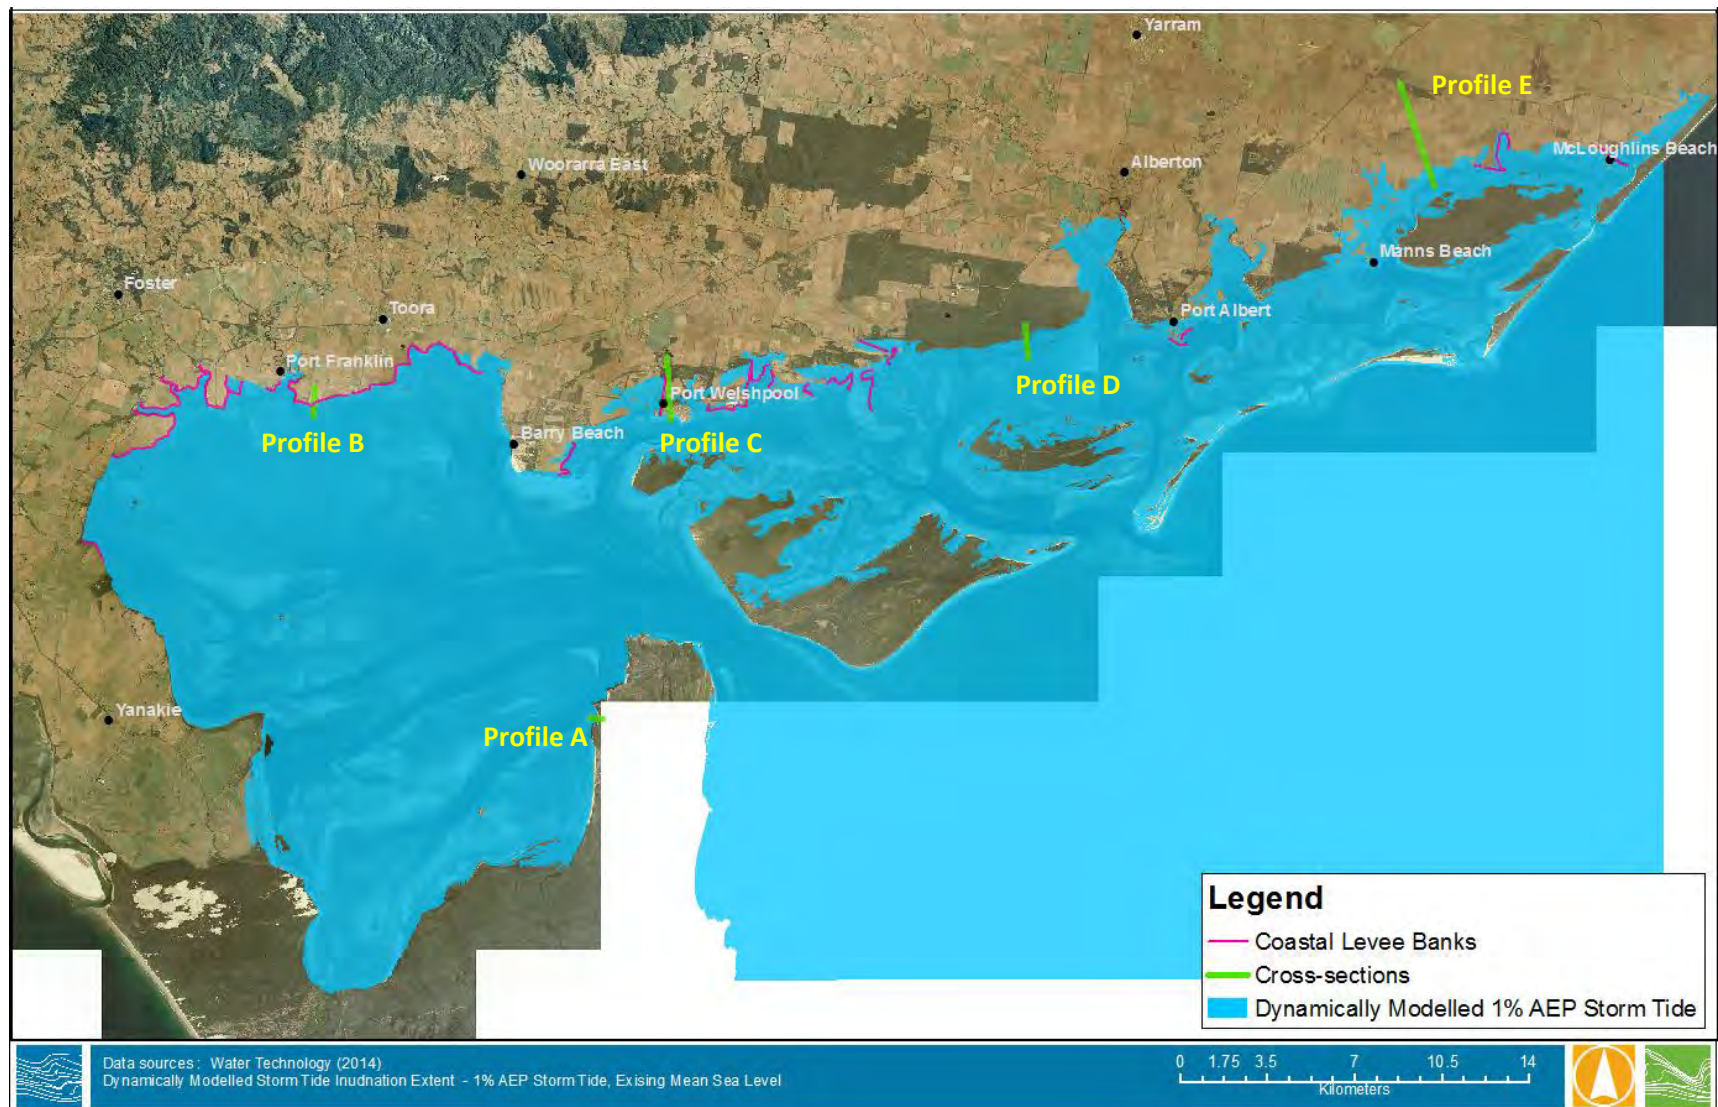 Yarram
Profile E
McLoughlins Beach
Woorarra East
Alberton
Manns Beach
Foster
Toora
Port Albert
Port Franklin
Profile D
Port Welshpool
Barry Beach
Profile B
Profile C
Yanakie
Profile A
Legend
Coastal Levee Banks
Cross-sections
Dynamically Modelled 1% AEP Storm Tide
Data sources : Water Technology (2014)
Dynamically Modelled Storm Tide Inudnation Extent - 1% AEP Storm Tide, Exising Mean Sea Level
0 1.75 3.5 7 10.5 14
Kilometers